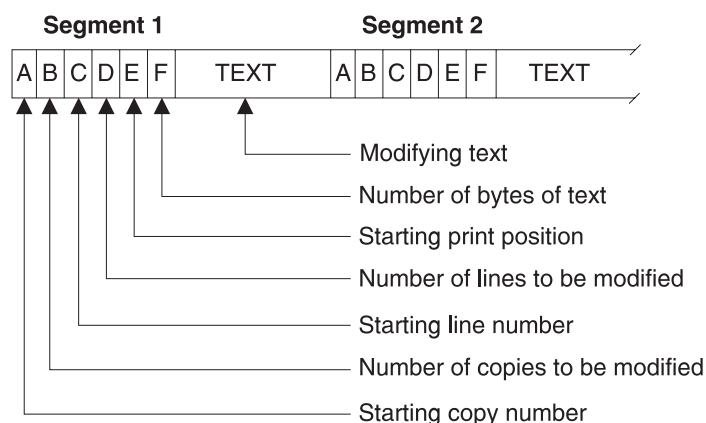 Segment 1 Segment 2
A B C D E F TEXT A B C D E F TEXT
Modifying text
Number of bytes of text
Starting print position
Number of lines to be modified
Starting line number
Number of copies to be modified
Starting copy number